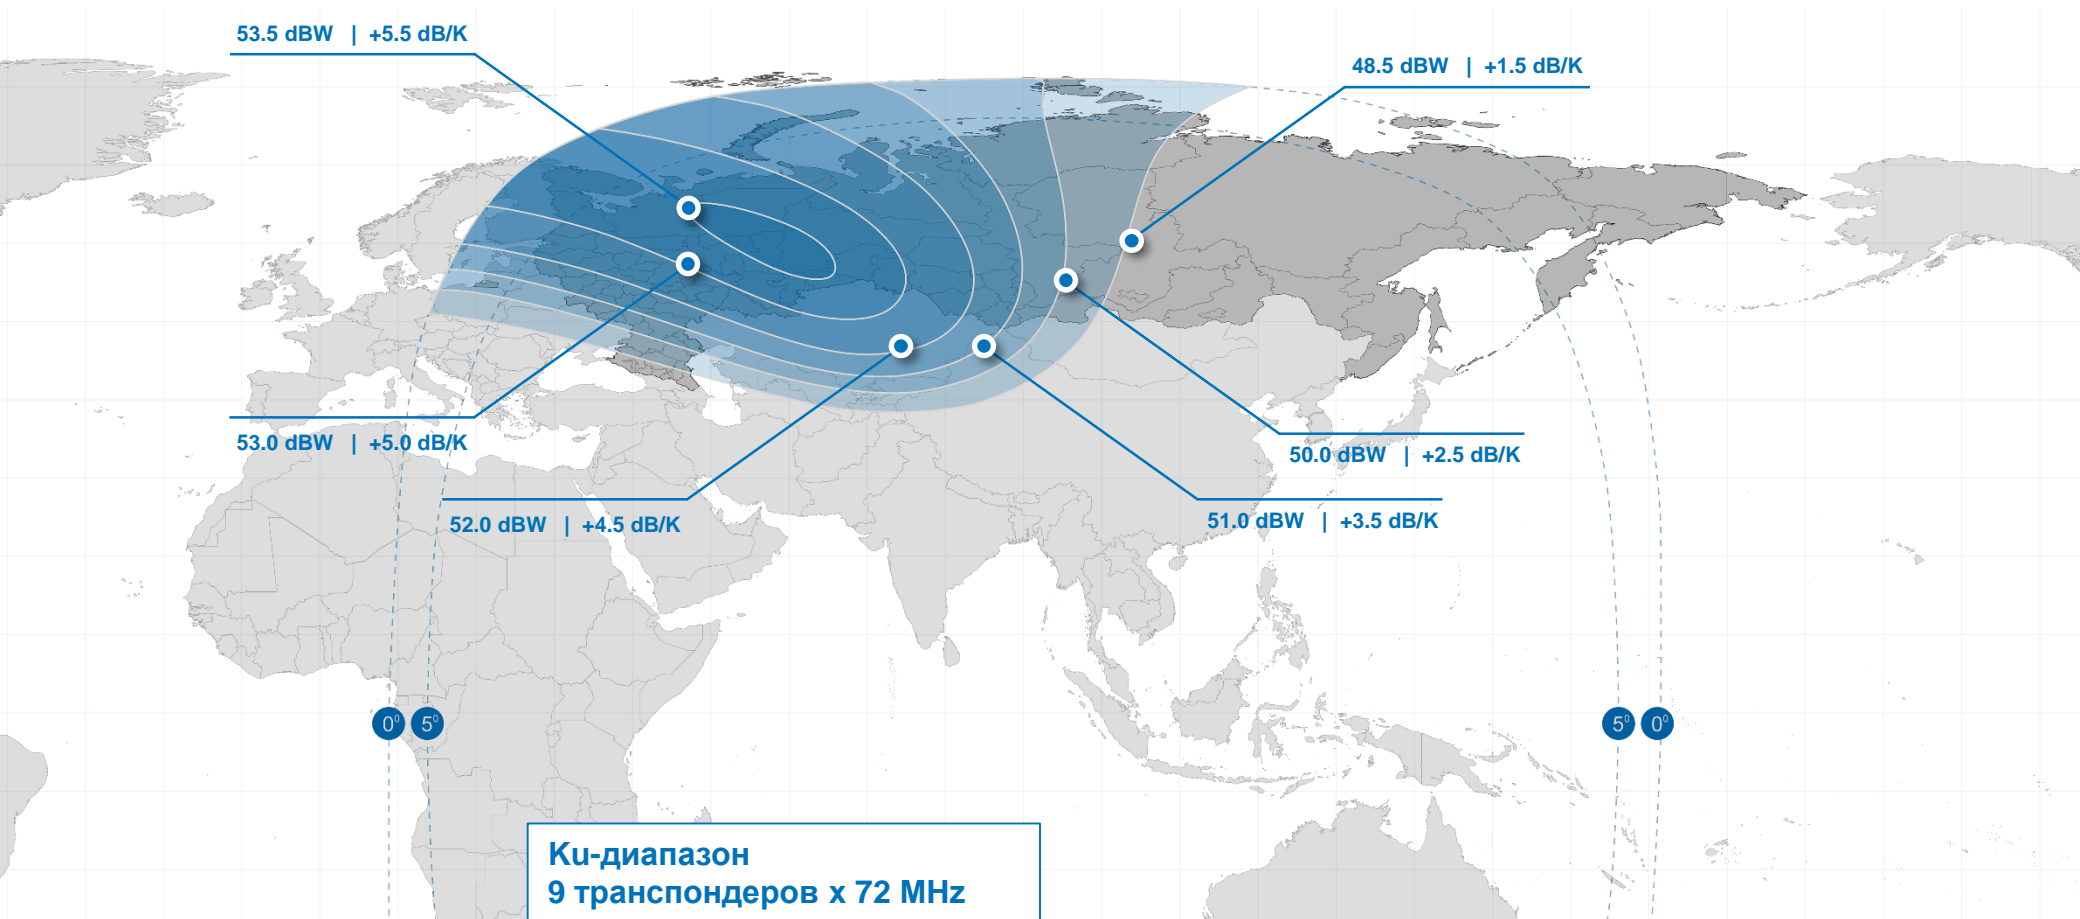 53.5 dBW | +5.5 dB/K
48.5 dBW | +1.5 dB/K
53.0 dBW | +5.0 dB/K
50.0 dBW | +2.5 dB/K
52.0 dBW | +4.5 dB/K
51.0 dBW | +3.5 dB/K
0⁰ 5⁰ 5⁰ 0⁰
Ku-диапазон
9 транспондеров x 72 MHz